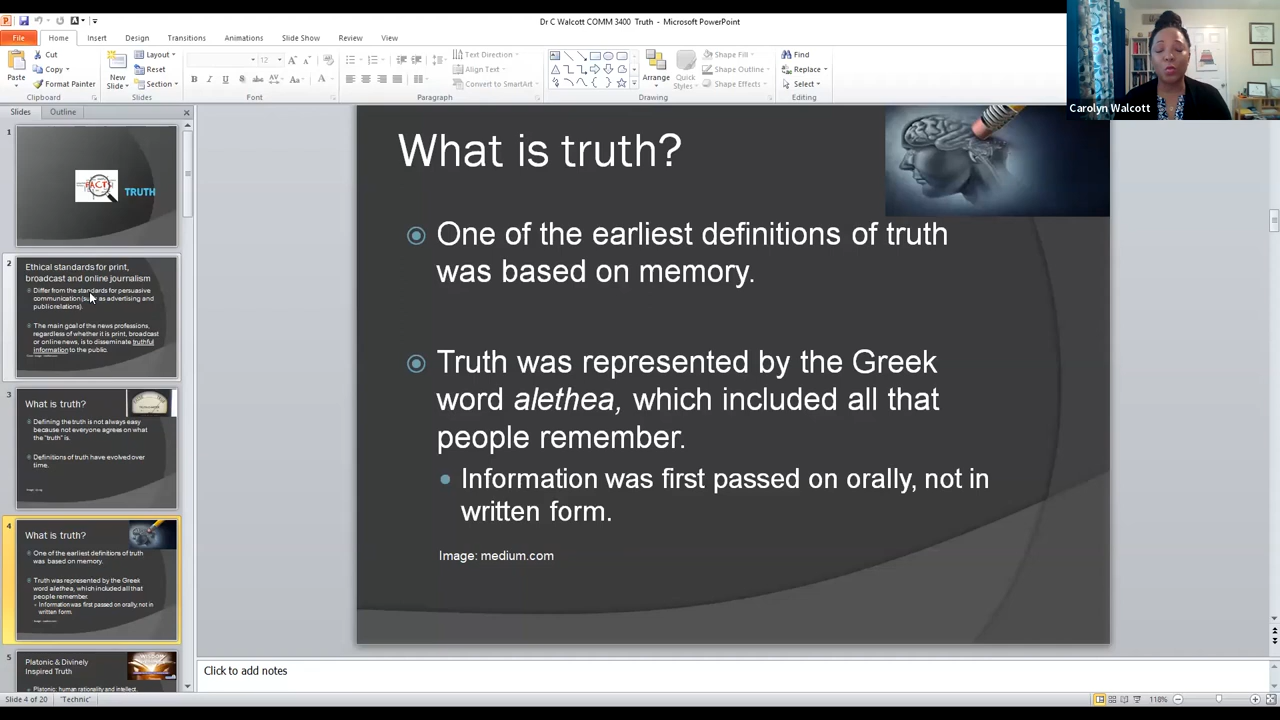 Dr C Walcott COMM 3400 Truth - Microsoft PowerPoint
File Home Insert Design Transitions Animations Slide Show Review View
Paste
Cut
Copy
Format Painter
Clipboard
New
Slide
Layout
Reset
Section
Slides
12
Font
Text Direction
Align Text
Convert to SmartArt
Paragraph
Arrange
Quick
Styles
Shape Fill
Shape Outline
Shape Effects
Drawing
Find
Replace
Select
Editing
Carolyn Walcott
Slides Outline
1
FACTS
TRUTH
2
Ethical standards for print,
broadcast and online journalism
Differ from the standards for persuasive
communication (such as advertising and
public relations).
The main goal of the news professions,
regardless of whether it is print, broadcast
or online news, is to disseminate truthful
information to the public.
3
What is truth?
Defining the truth is not always easy
because not everyone agrees on what
the "truth" is.
Definitions of truth have evolved over
time.
4
What is truth?
One of the earliest definitions of truth
was based on memory.
Truth was represented by the Greek
word alethea, which included all that
people remember.
Information was first passed on orally, not in
written form.
5
Platonic & Divinely
Inspired Truth
Platonic: human rationality and intellect,
What is truth?
One of the earliest definitions of truth
was based on memory.
Truth was represented by the Greek
word alethea, which included all that
people remember.
Information was first passed on orally, not in
written form.
Image: medium.com
Click to add notes
Slide 4 of 20 "Technic" 118%